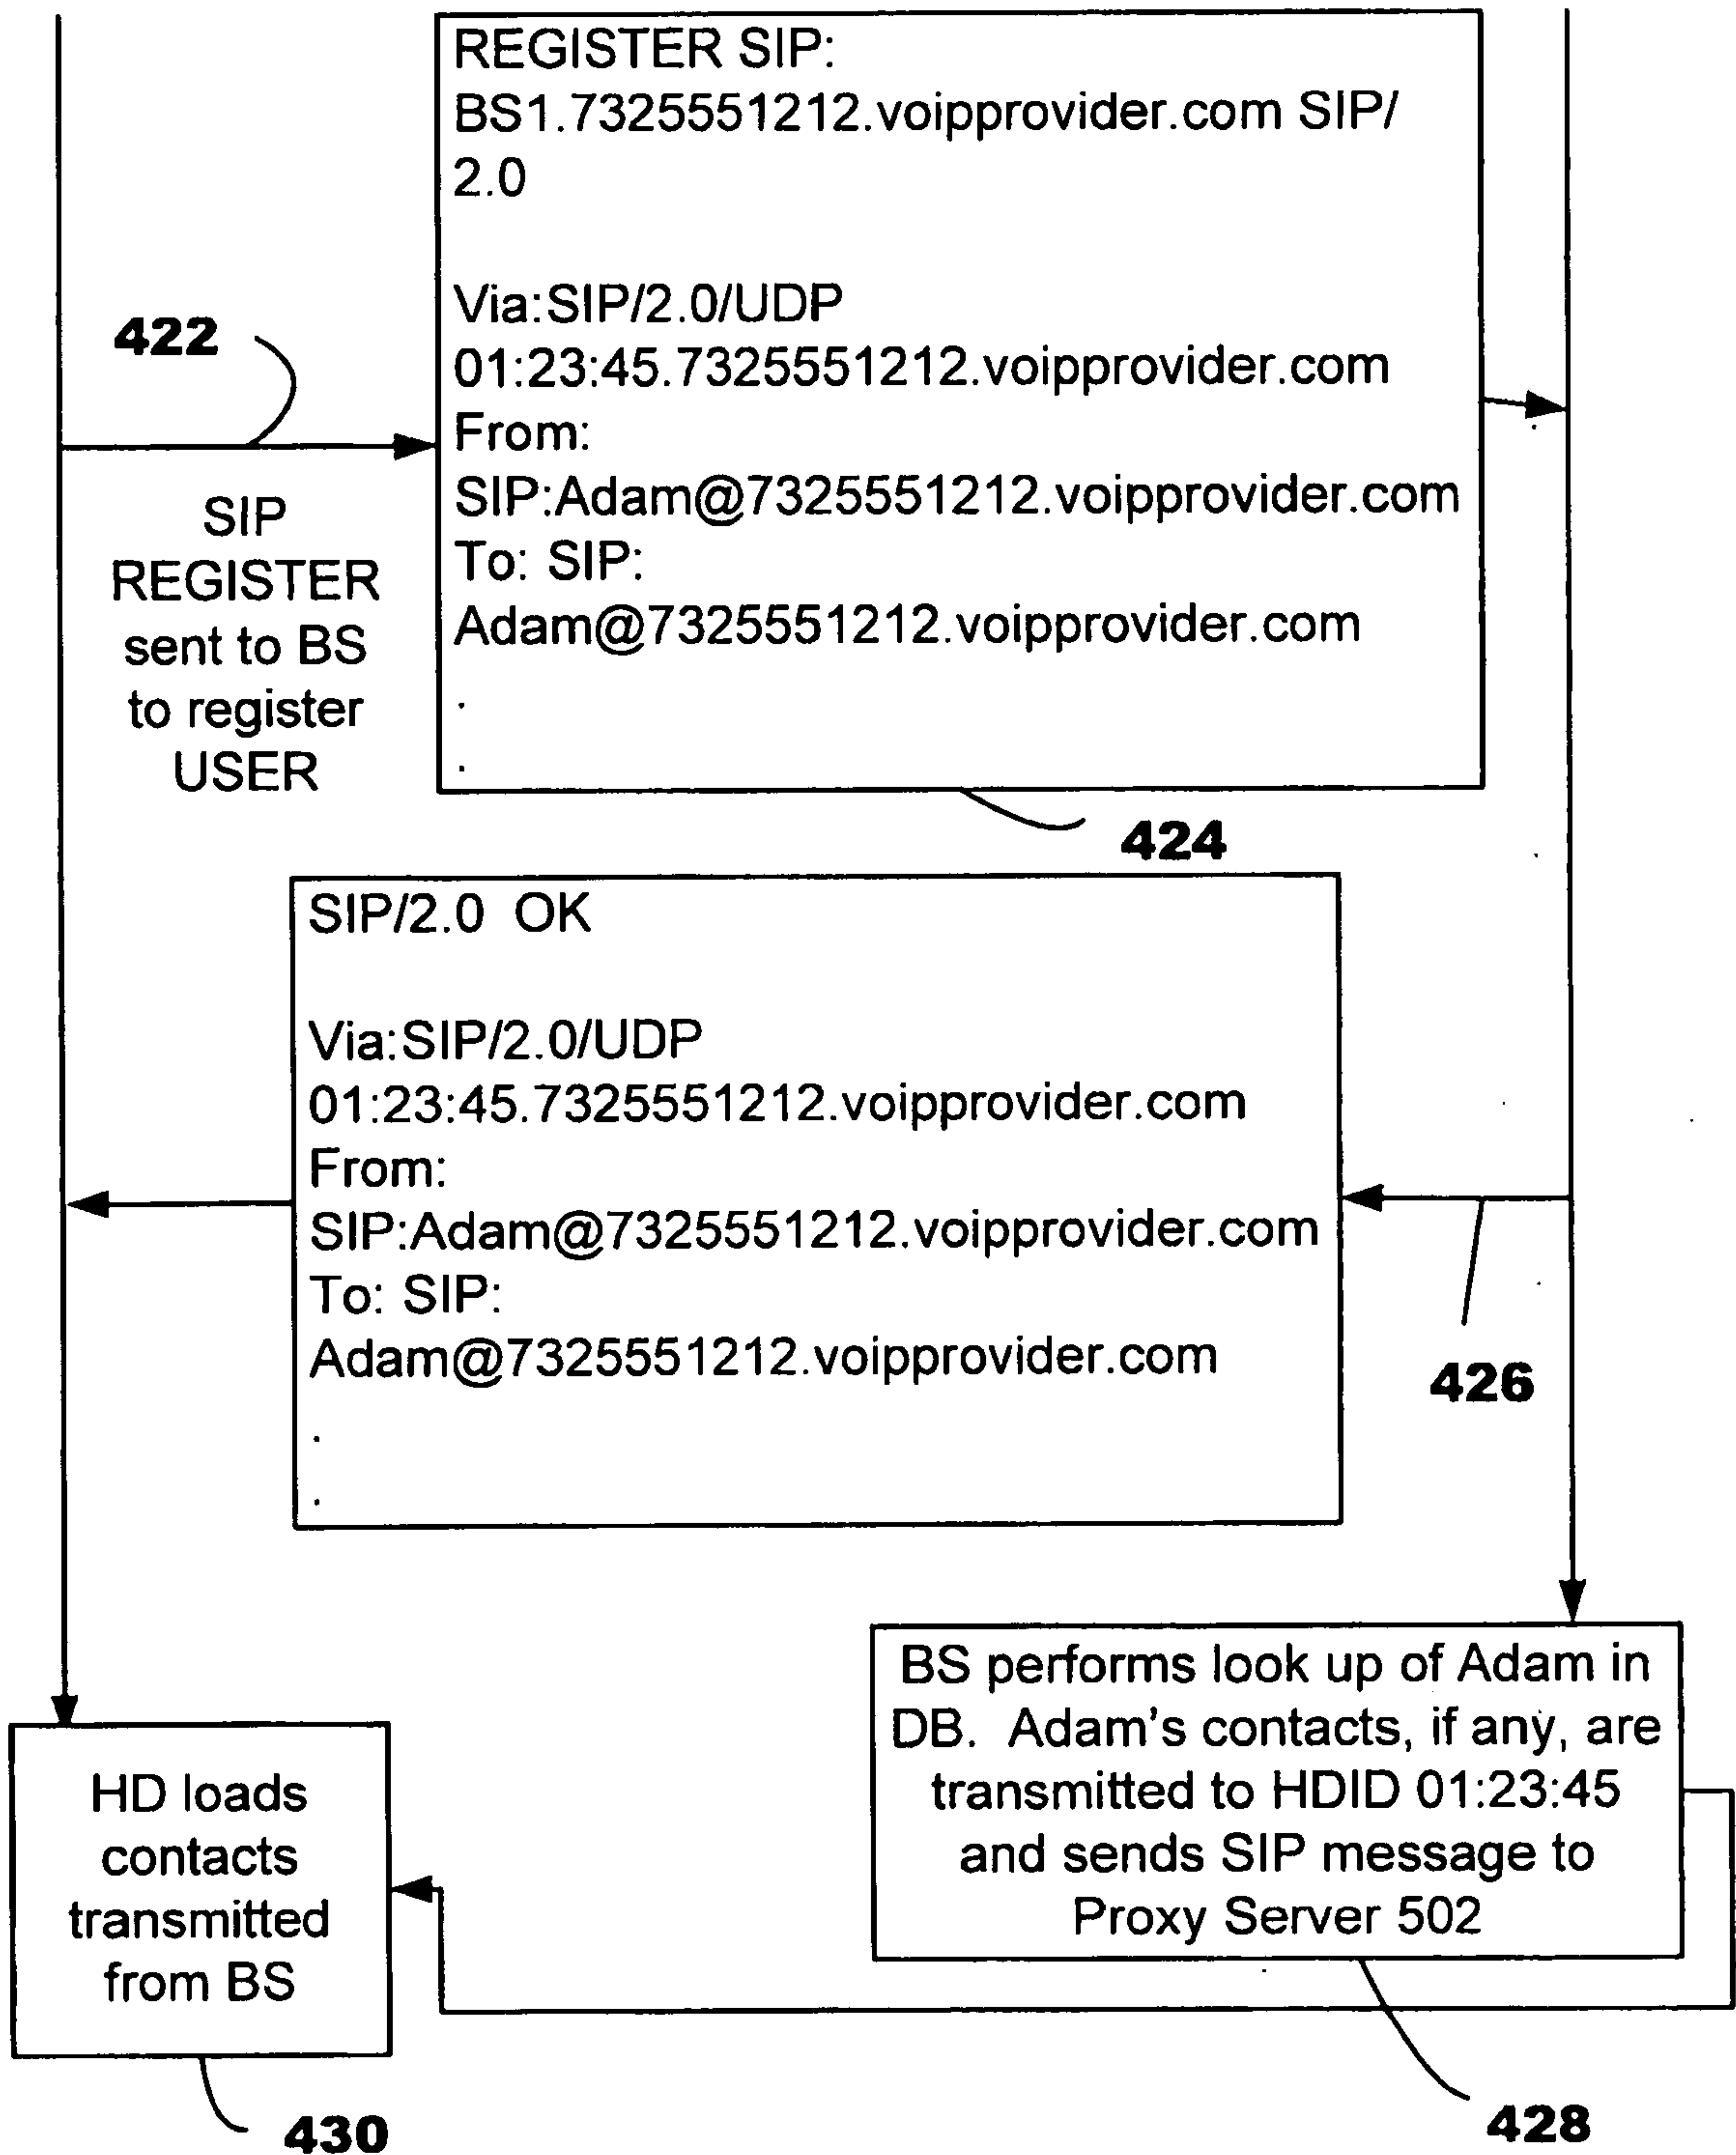 REGISTER SIP:
BS1.7325551212.voipprovider.com SIP/
2.0
Via:SIP/2.0/UDP
01:23:45.7325551212.voipprovider.com
From:
SIP:Adam@7325551212.voipprovider.com
To: SIP:
Adam@7325551212.voipprovider.com
.
.
422
SIP
REGISTER
sent to BS
to register
USER
424
SIP/2.0  OK
Via:SIP/2.0/UDP
01:23:45.7325551212.voipprovider.com
From:
SIP:Adam@7325551212.voipprovider.com
To: SIP:
Adam@7325551212.voipprovider.com
.
.
426
BS performs look up of Adam in
DB.  Adam's contacts, if any, are
transmitted to HDID 01:23:45
and sends SIP message to
Proxy Server 502
HD loads
contacts
transmitted
from BS
428
430